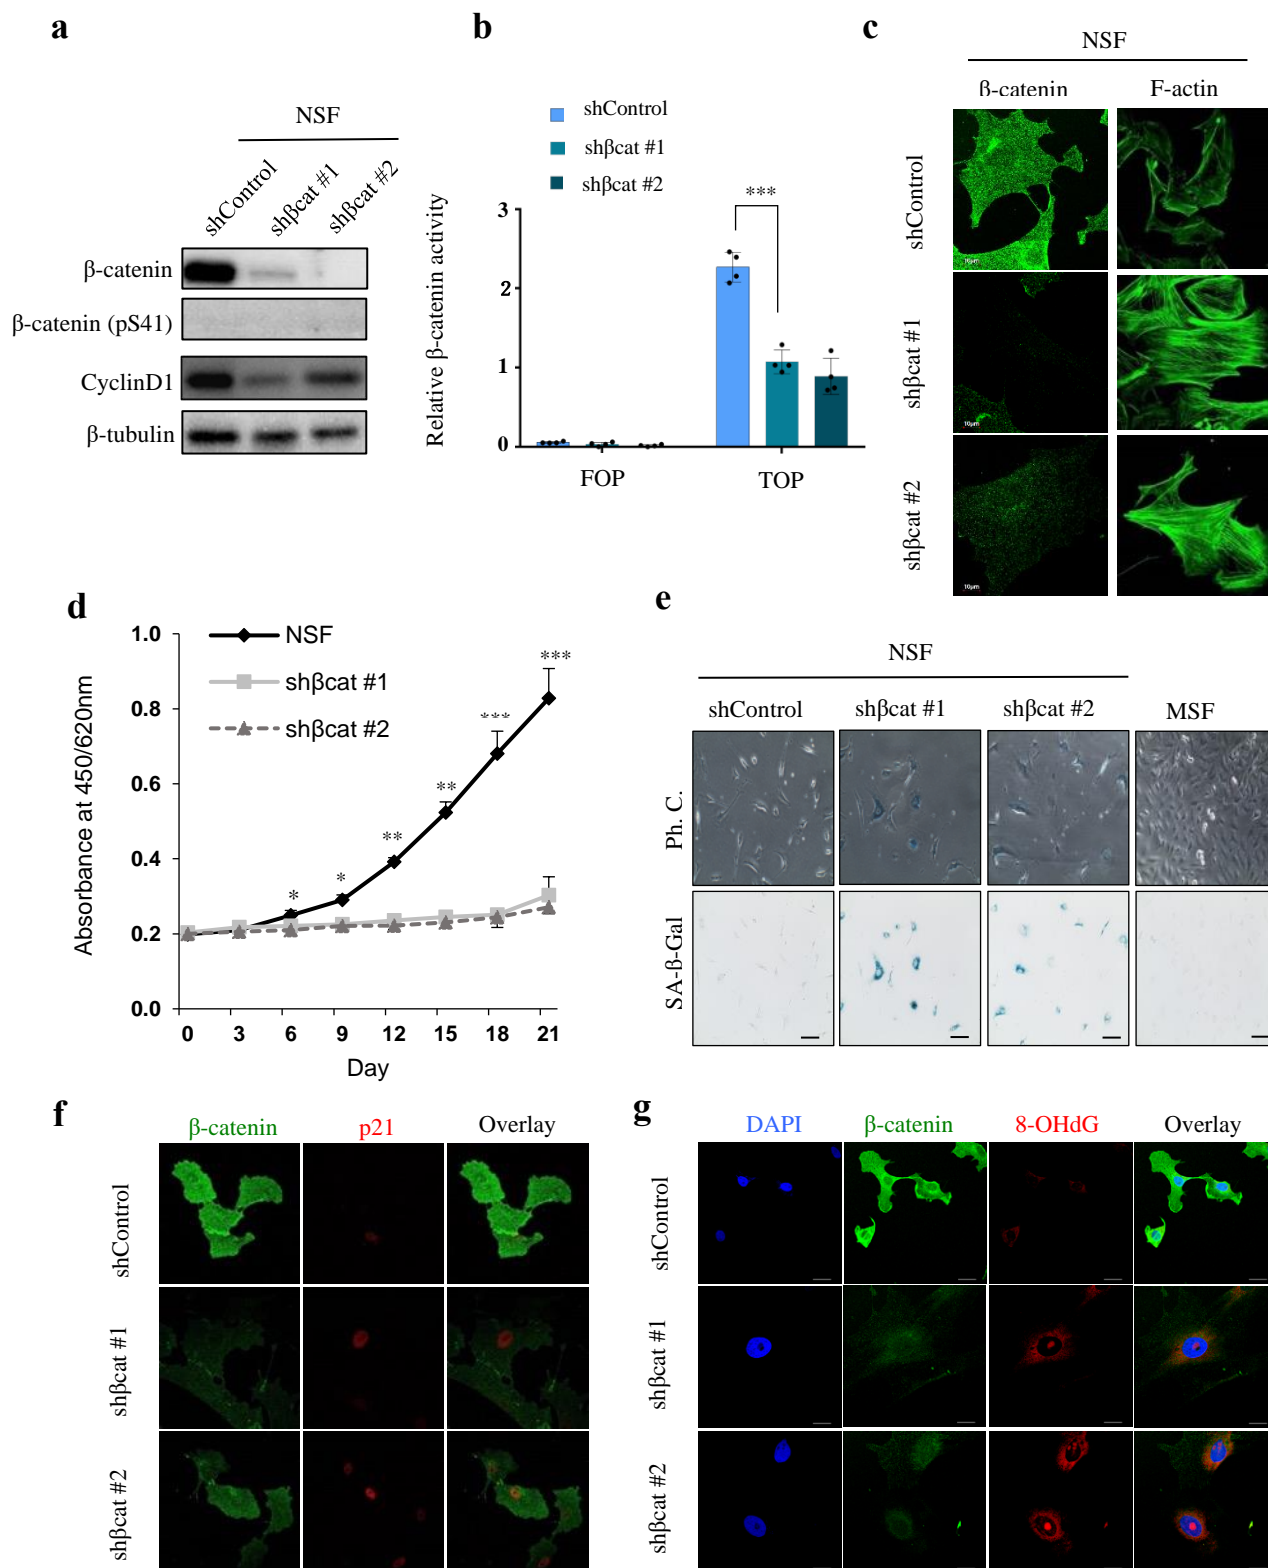 a
NSF
shControl
shβcat #1
shβcat #2
β-catenin
β-catenin (pS41)
CyclinD1
β-tubulin
b
shControl
shβcat #1
shβcat #2
Relative β-catenin activity
3
2
1
0
***
FOP
TOP
c
NSF
β-catenin
F-actin
shControl
shβcat #1
shβcat #2
10μm
10μm
10μm
d
NSF
shβcat #1
shβcat #2
Absorbance at 450/620nm
1.0
0.8
0.6
0.4
0.2
0.0
*
*
**
**
***
***
0 3 6 9 12 15 18 21
Day
e
NSF
shControl
shβcat #1
shβcat #2
MSF
Ph. C.
SA-β-Gal
f
β-catenin
p21
Overlay
shControl
shβcat #1
shβcat #2
g
DAPI
β-catenin
8-OHdG
Overlay
shControl
shβcat #1
shβcat #2